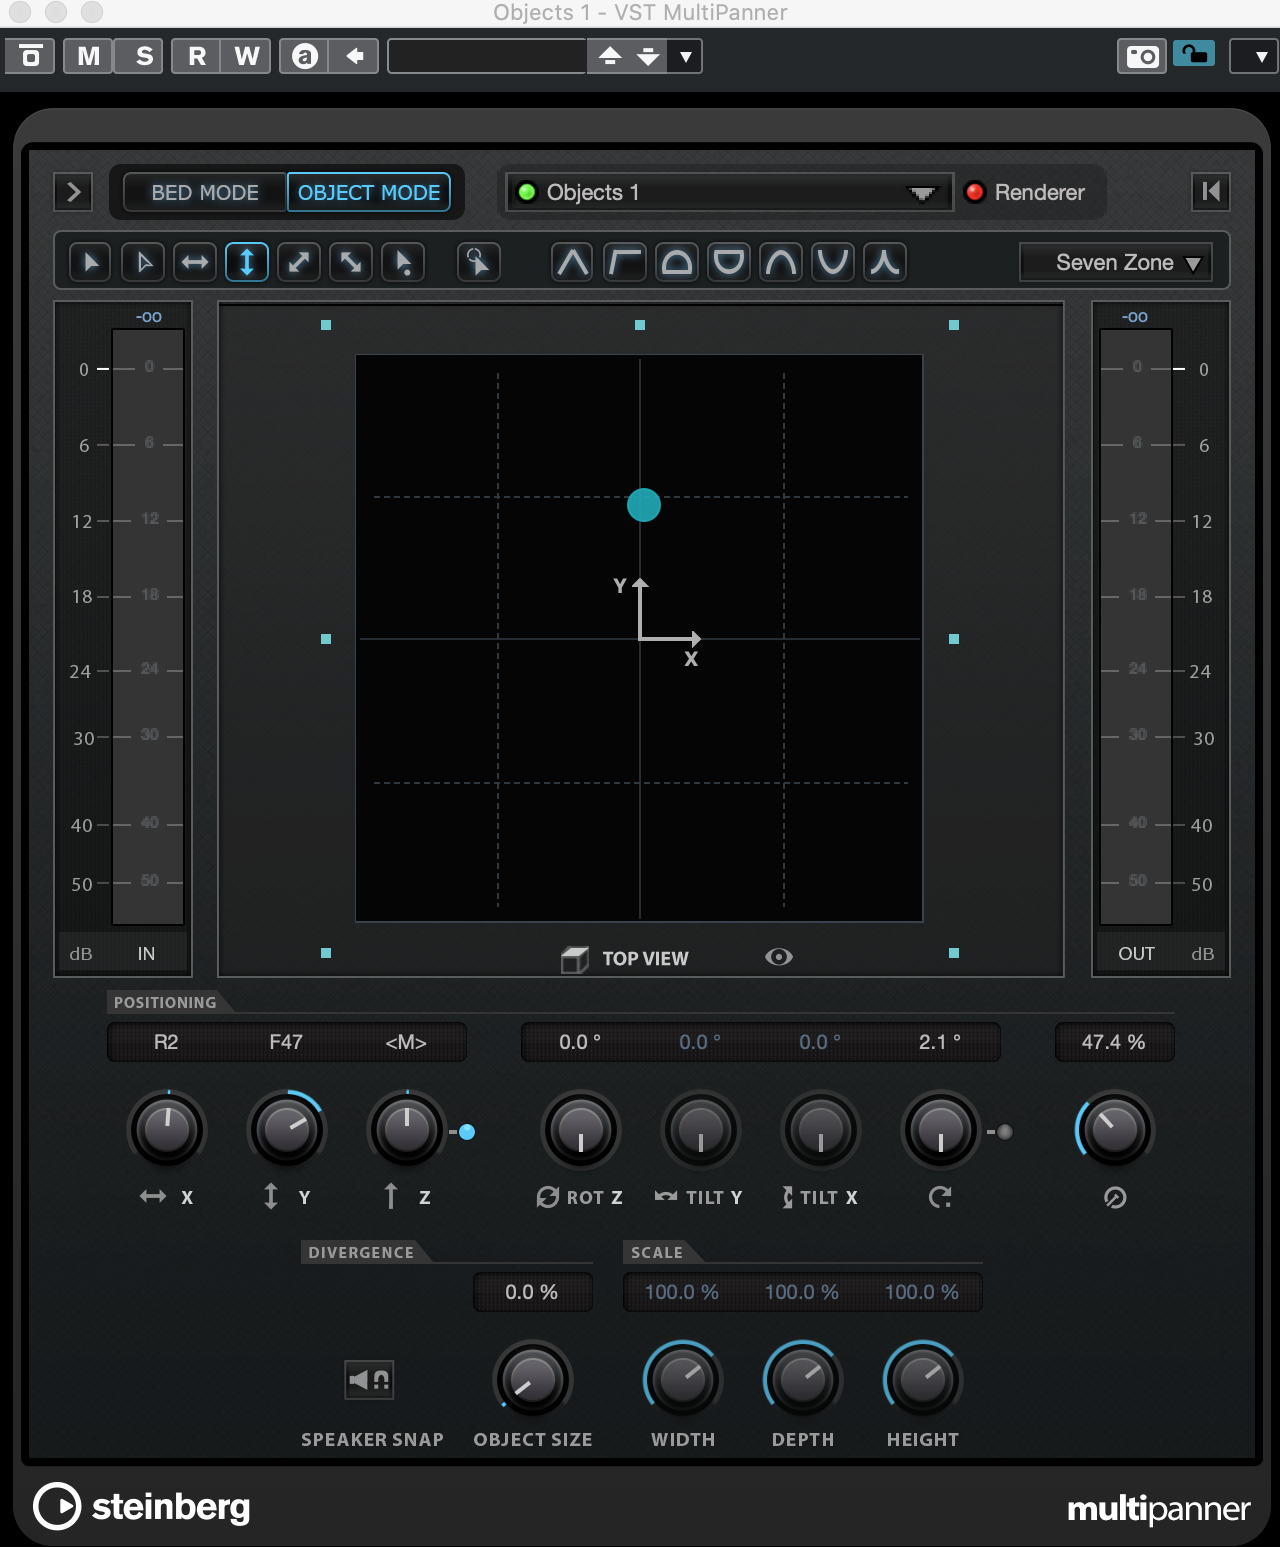 Objects 1 - VST MultiPanner
M S R W a
BED MODE OBJECT MODE Objects 1 Renderer
Seven Zone
-oo -oo
0 0 0 0
6 6 6 6
12 12 12 12
18 18 18 18
Y
X
24 24 24 24
30 30 30 30
40 40 40 40
50 50 50 50
dB IN TOP VIEW OUT dB
POSITIONING
R2 F47 <M> 0.0 ° 0.0 ° 0.0 ° 2.1 ° 47.4 %
X Y Z ROT Z TILT Y TILT X
DIVERGENCE SCALE
0.0 % 100.0 % 100.0 % 100.0 %
SPEAKER SNAP OBJECT SIZE WIDTH DEPTH HEIGHT
steinberg multipanner